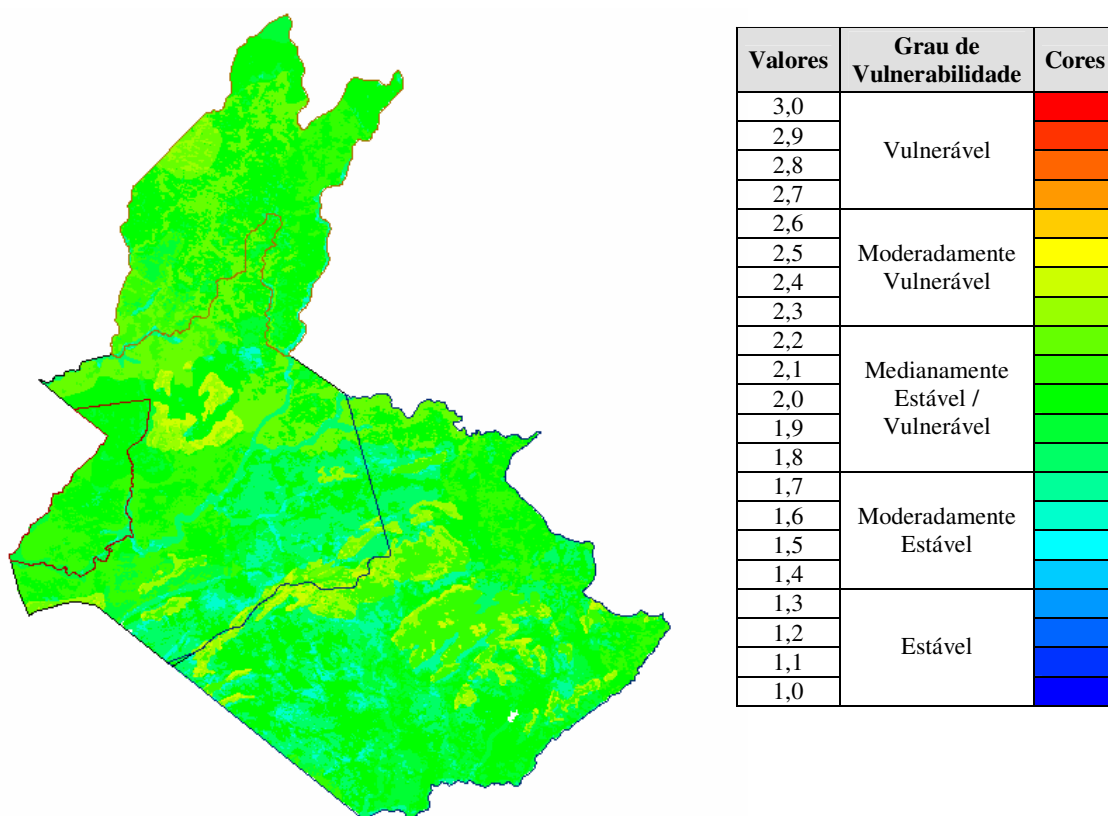 Valores Grau de Vulnerabilidade Cores
3,0
2,9
2,8
2,7
Vulnerável
2,6
2,5
2,4
2,3
Moderadamente
Vulnerável
2,2
2,1
2,0
1,9
1,8
Medianamente
Estável /
Vulnerável
1,7
1,6
1,5
1,4
Moderadamente
Estável
1,3
1,2
1,1
1,0
Estável